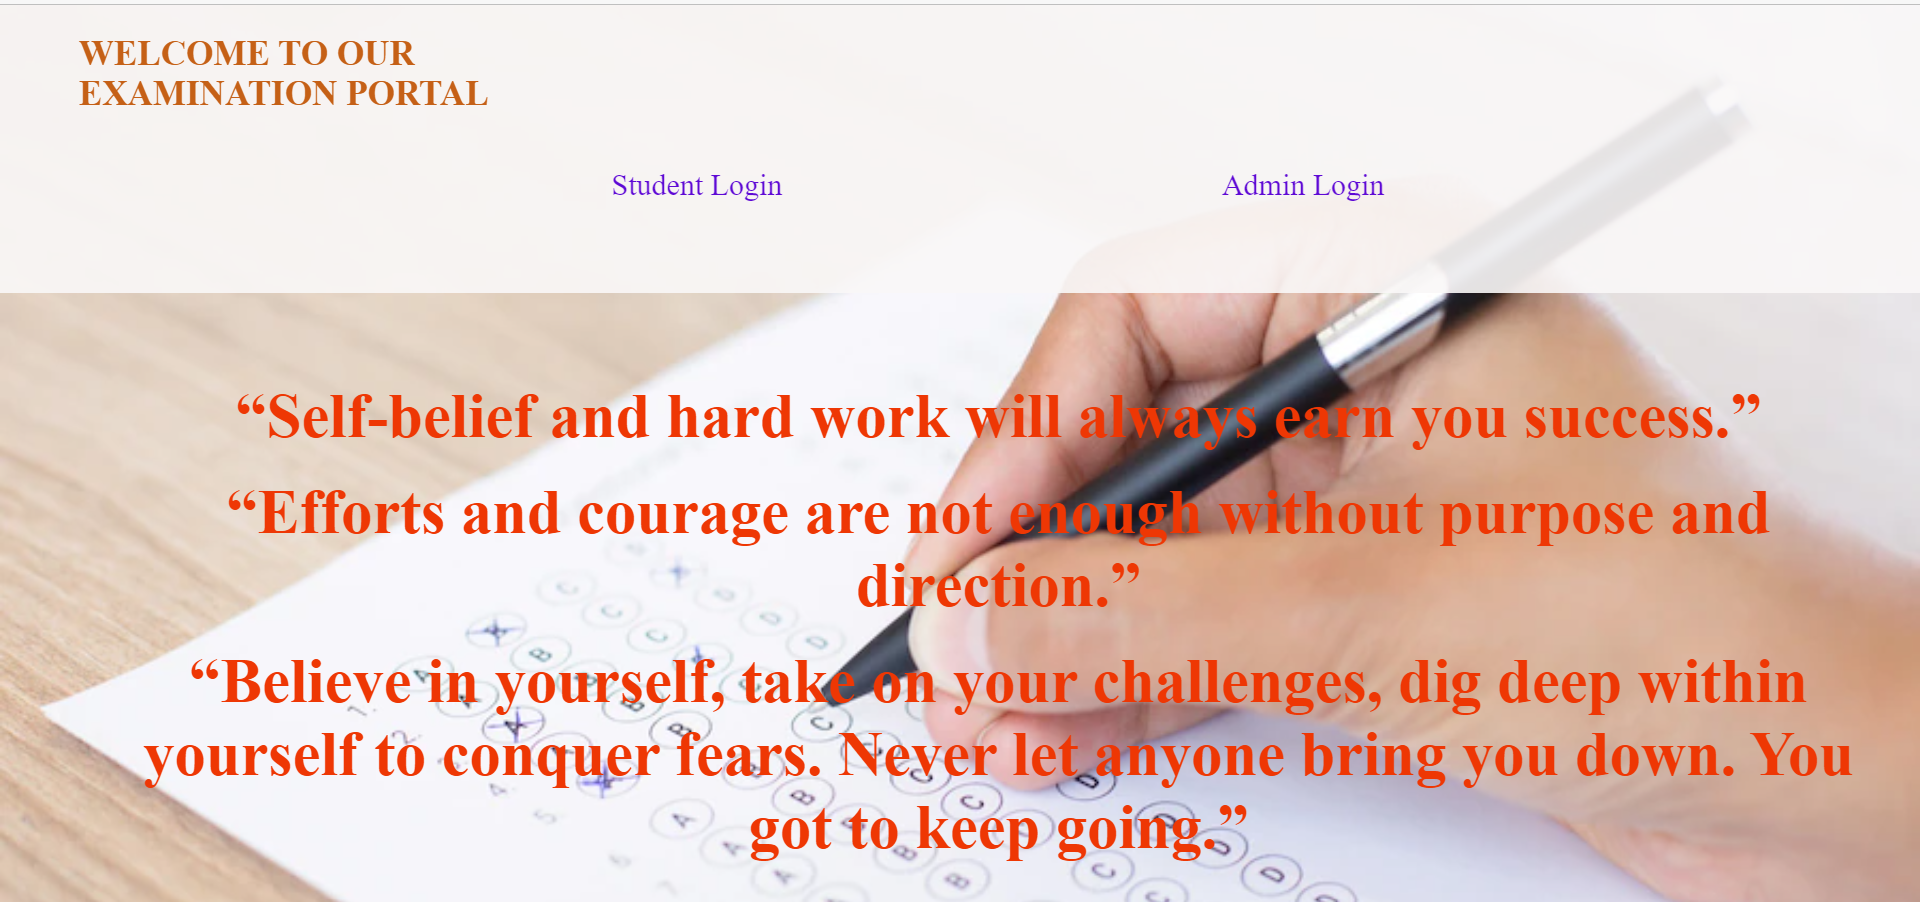 WELCOME TO OUR
EXAMINATION PORTAL
Student Login
Admin Login
“Self-belief and hard work will always earn you success.”
“Efforts and courage are not enough without purpose and
direction.”
“Believe in yourself, take on your challenges, dig deep within
yourself to conquer fears. Never let anyone bring you down. You
got to keep going.”